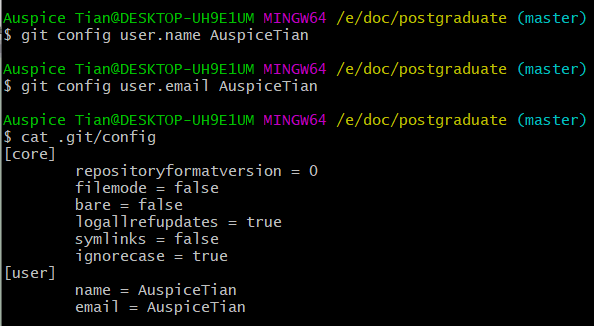 Auspice Tian@DESKTOP-UH9E1UM MINGW64 /e/doc/postgraduate (master)
$ git config user.name AuspiceTian
Auspice Tian@DESKTOP-UH9E1UM MINGW64 /e/doc/postgraduate (master)
$ git config user.email AuspiceTian
Auspice Tian@DESKTOP-UH9E1UM MINGW64 /e/doc/postgraduate (master)
$ cat .git/config
[core]
        repositoryformatversion = 0
        filemode = false
        bare = false
        logallrefupdates = true
        symlinks = false
        ignorecase = true
[user]
        name = AuspiceTian
        email = AuspiceTian